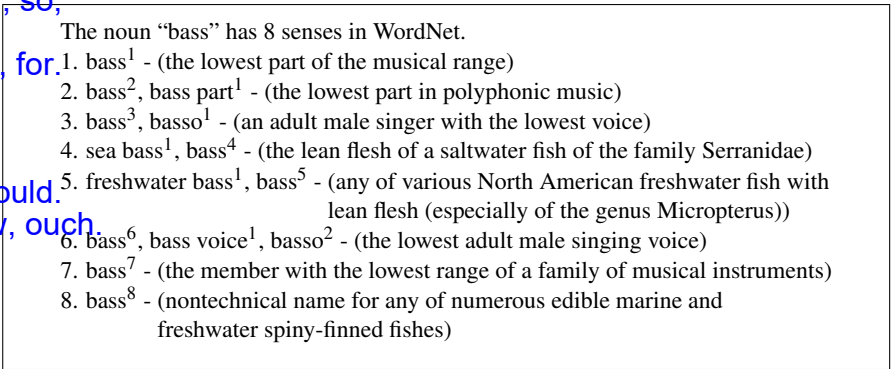 , so,
The noun “bass” has 8 senses in WordNet.
, for.
1. bass1 - (the lowest part of the musical range)
2. bass2, bass part1 - (the lowest part in polyphonic music)
3. bass3, basso1 - (an adult male singer with the lowest voice)
4. sea bass1, bass4 - (the lean flesh of a saltwater fish of the family Serranidae)
5. freshwater bass1, bass5 - (any of various North American freshwater fish with
lean flesh (especially of the genus Micropterus))
ould.
, ouch.
6. bass6, bass voice1, basso2 - (the lowest adult male singing voice)
7. bass7 - (the member with the lowest range of a family of musical instruments)
8. bass8 - (nontechnical name for any of numerous edible marine and
freshwater spiny-finned fishes)